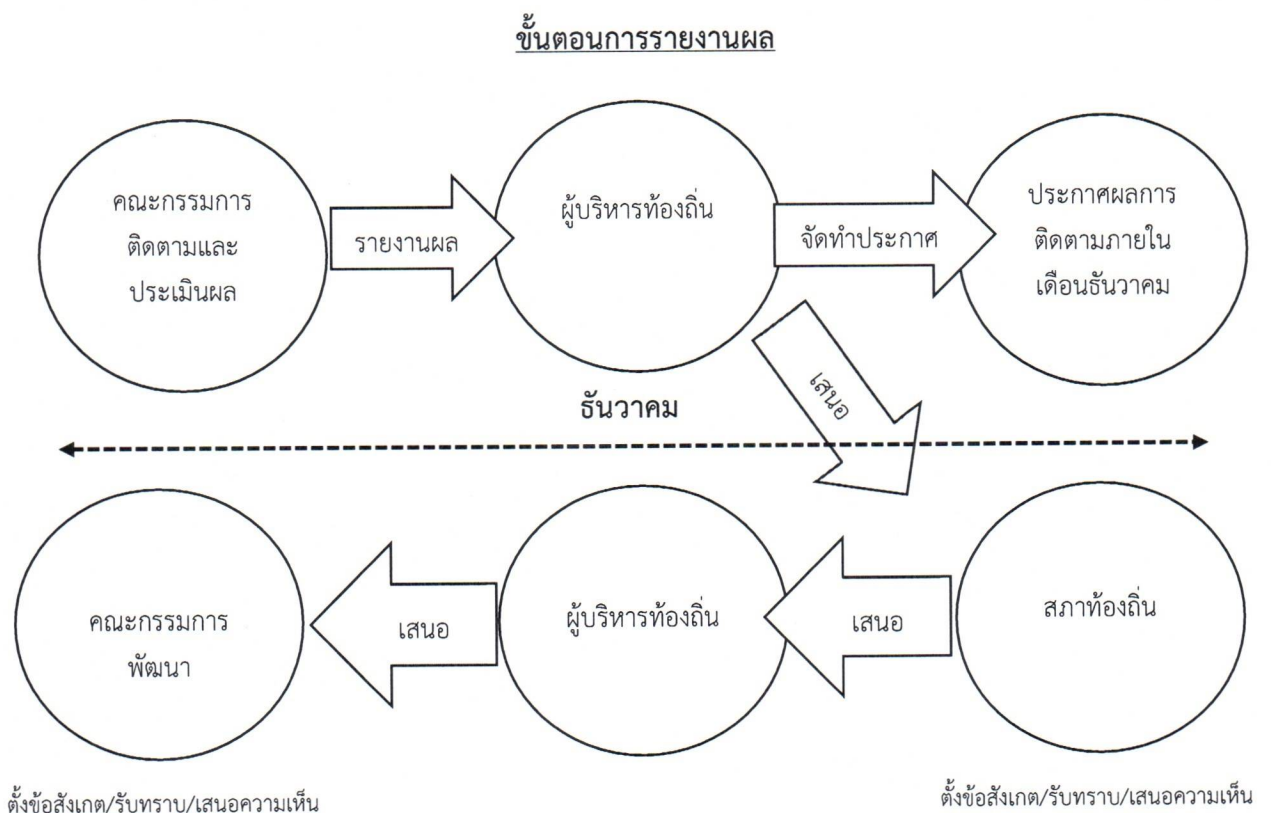 ขั้นตอนการรายงานผล
คณะกรรมการ
ติดตามและ
ประเมินผล
รายงานผล
ผู้บริหารท้องถิ่น
จัดทำประกาศ
ประกาศผลการ
ติดตามภายใน
เดือนธันวาคม
เสนอ
ธันวาคม
คณะกรรมการ
พัฒนา
เสนอ
ผู้บริหารท้องถิ่น
เสนอ
สภาท้องถิ่น
ตั้งข้อสังเกต/รับทราบ/เสนอความเห็น
ตั้งข้อสังเกต/รับทราบ/เสนอความเห็น